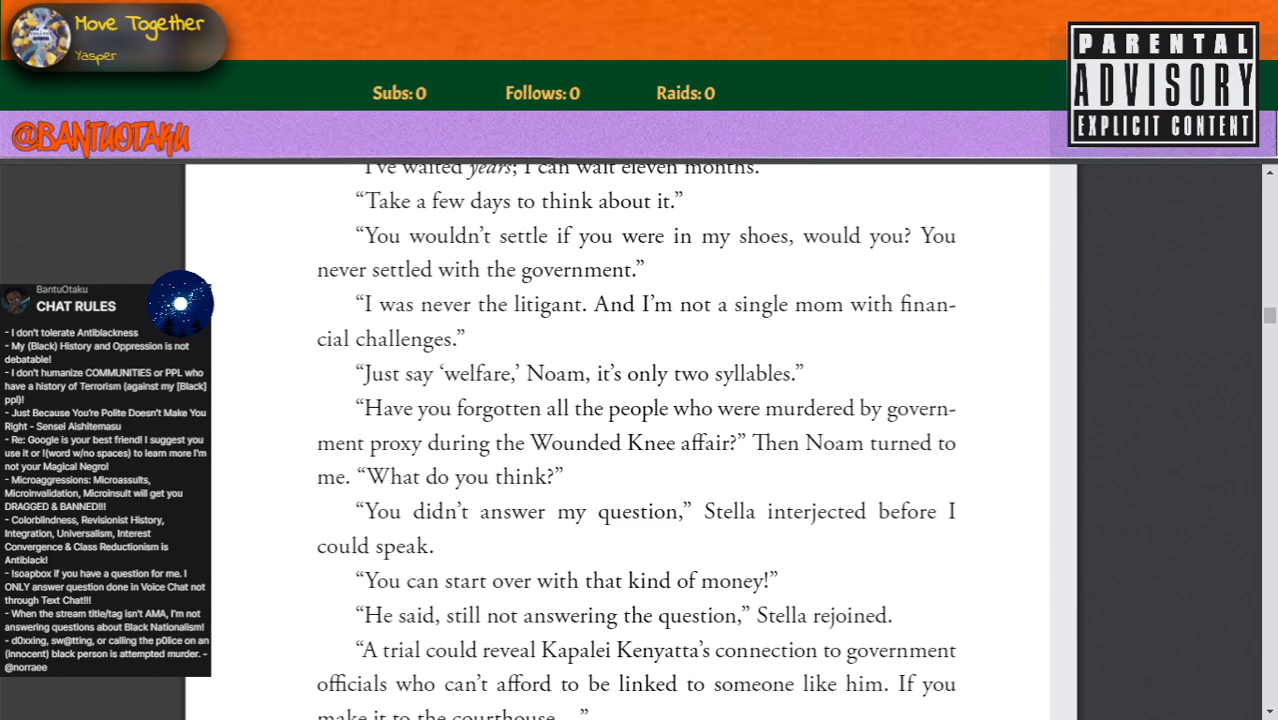 Move Together
Yasper
PARENTAL
ADVISORY
EXPLICIT CONTENT
Subs: 0
Follows: 0
Raids: 0
@BANTUOTAKU
I've waited years; I can wait eleven months.
“Take a few days to think about it.”
“You wouldn't settle if you were in my shoes, would you? You
never settled with the government.”
“I was never the litigant. And I'm not a single mom with finan-
cial challenges.”
“Just say ‘welfare,’ Noam, it's only two syllables.”
“Have you forgotten all the people who were murdered by govern-
ment proxy during the Wounded Knee affair?” Then Noam turned to
me. “What do you think?”
“You didn't answer my question,” Stella interjected before I
could speak.
“You can start over with that kind of money!”
“He said, still not answering the question,” Stella rejoined.
“A trial could reveal Kapalei Kenyatta's connection to government
officials who can't afford to be linked to someone like him. If you
make it to the courthouse…”
BantuOtaku
CHAT RULES
- I don't tolerate Antiblackness
- My (Black) History and Oppression is not
debatable!
- I don't humanize COMMUNITIES or PPL who
have a history of Terrorism (against my [Black]
ppl)!
- Just Because You're Polite Doesn't Make You
Right - Sensei Aishitemasu
- Re: Google is your best friend! I suggest you
use it or !(word w/no spaces) to learn more I'm
not your Magical Negro!
- Microaggressions: Microassults,
Microinvalidation, Microinsult will get you
DRAGGED & BANNED!!!
- Colorblindness, Revisionist History,
Integration, Universalism, Interest
Convergence & Class Reductionism is
Antiblack!
- !soapbox if you have a question for me. I
ONLY answer question done in Voice Chat not
through Text Chat!!!
- When the stream title/tag isn't AMA, I'm not
answering questions about Black Nationalism!
- d0xxing, sw@tting, or calling the p0lice on an
(innocent) black person is attempted murder. -
@norraee